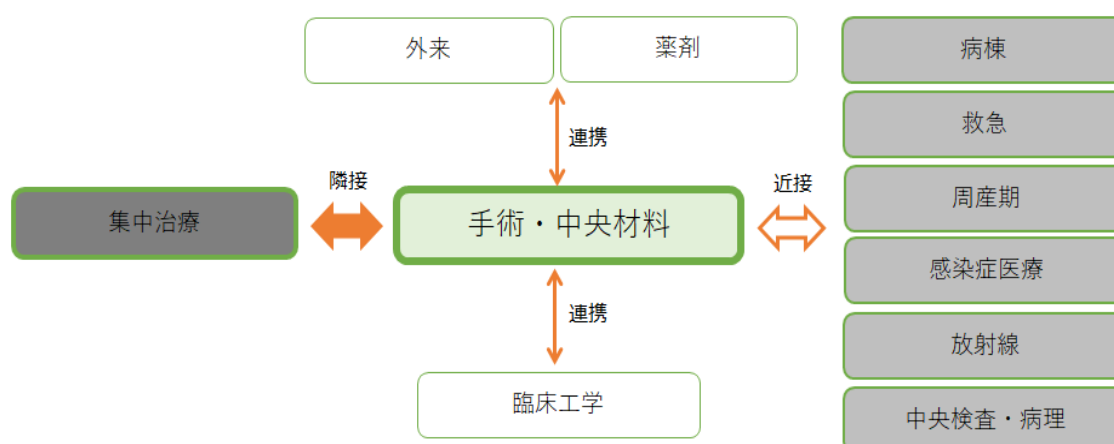 外来
薬剤
病棟
救急
連携
隣接
近接
周産期
集中治療
手術・中央材料
感染症医療
連携
放射線
臨床工学
中央検査・病理